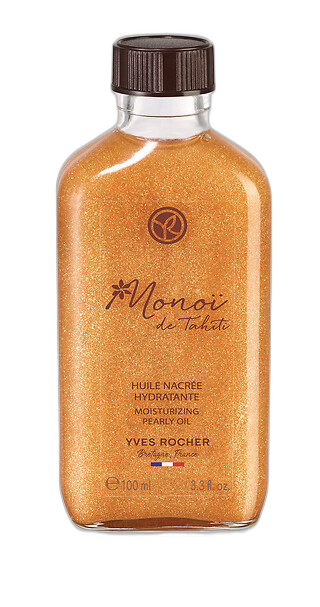 Monoï
de Tahiti
HUILE NACRÉE
HYDRATANTE
MOISTURIZING
PEARLY OIL
YVES ROCHER
Bretagne, France
℮100 ml 3,3 fl. oz.